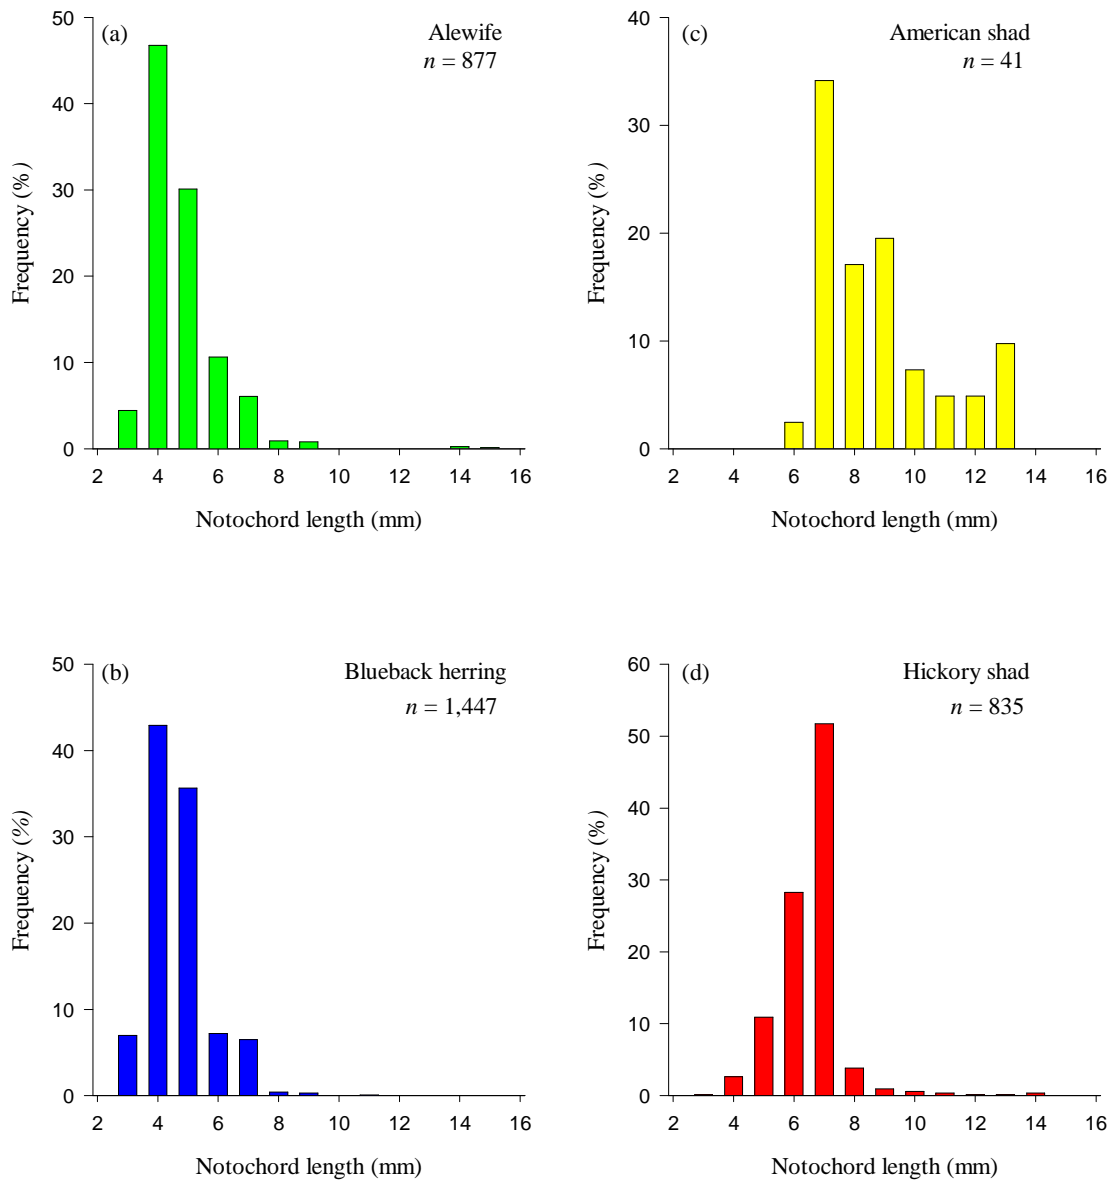 (a)
Alewife
n = 877
50
40
30
20
10
0
Frequency (%)
2 4 6 8 10 12 14 16
Notochord length (mm)
(c)
American shad
n = 41
40
30
20
10
0
Frequency (%)
2 4 6 8 10 12 14 16
Notochord length (mm)
(b)
Blueback herring
n = 1,447
50
40
30
20
10
0
Frequency (%)
2 4 6 8 10 12 14 16
Notochord length (mm)
(d)
Hickory shad
n = 835
60
50
40
30
20
10
0
Frequency (%)
2 4 6 8 10 12 14 16
Notochord length (mm)